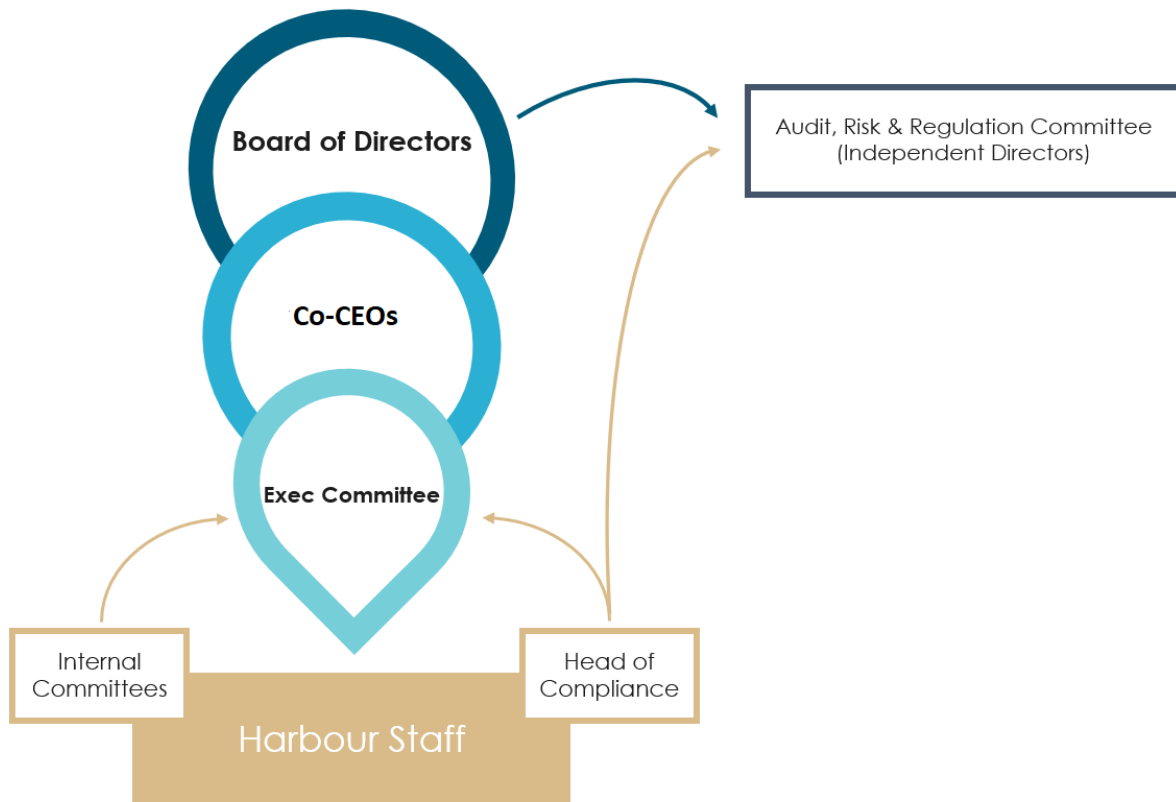 Board of Directors
Audit, Risk & Regulation Committee
(Independent Directors)
Co-CEOs
Exec Committee
Internal
Committees
Head of
Compliance
Harbour Staff